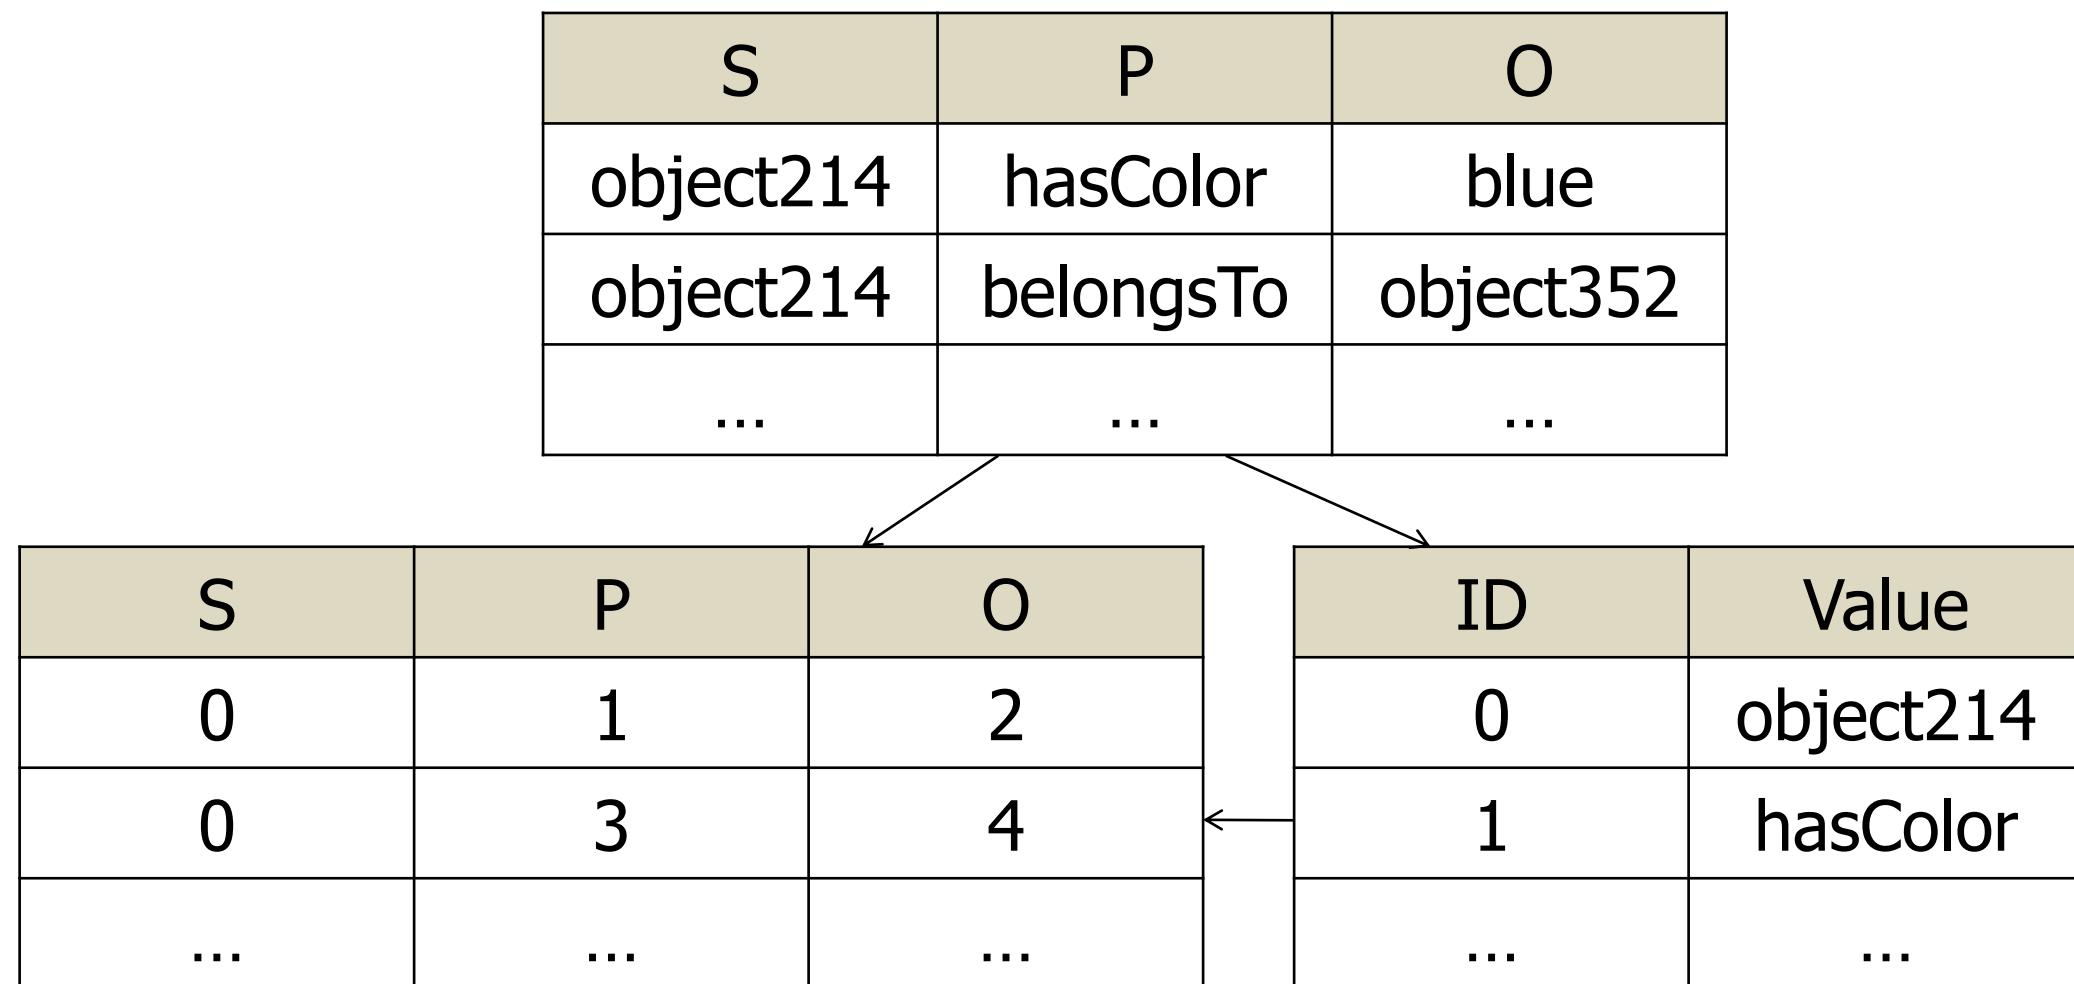 S P O
object214 hasColor blue
object214 belongsTo object352
... ... ...
S P O ID Value
0 1 2 0 object214
0 3 4 1 hasColor
... ... ... ... ...